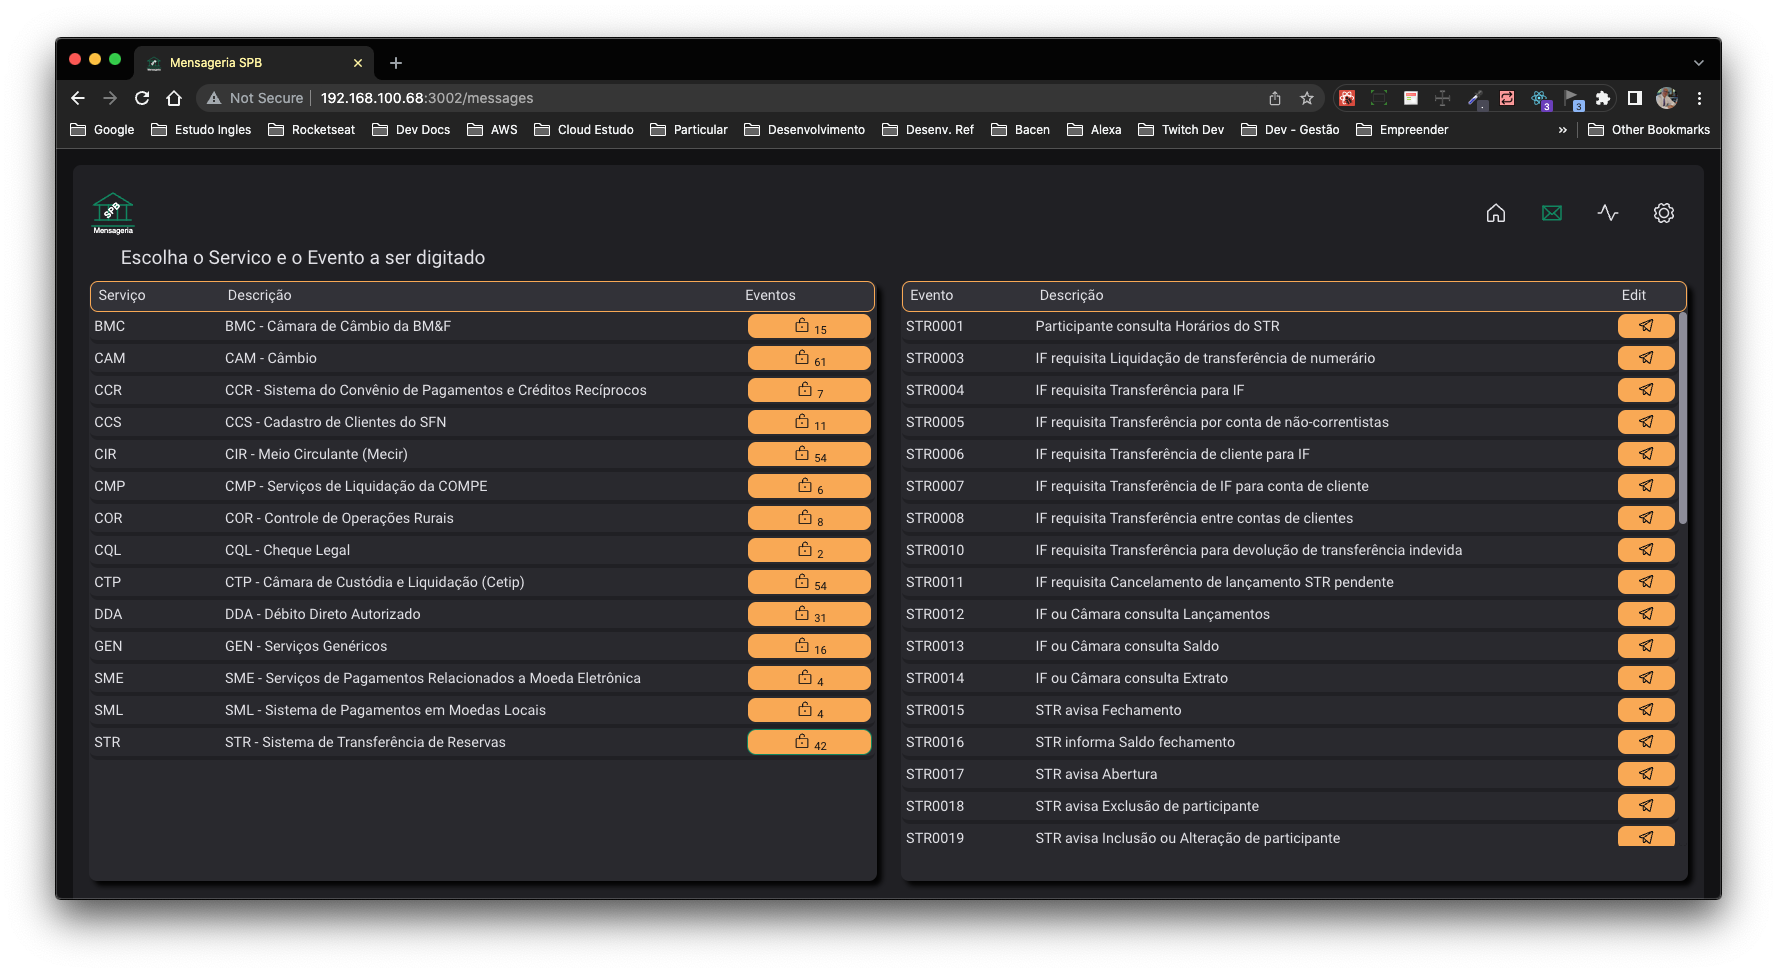 Mensageria SPB
Not Secure 192.168.100.68:3002/messages
3 3
Google Estudo Ingles Rocketseat Dev Docs AWS Cloud Estudo Particular Desenvolvimento Desenv. Ref Bacen Alexa Twitch Dev Dev - Gestão Empreender » Other Bookmarks
SPB
Mensageria
Escolha o Servico e o Evento a ser digitado
Serviço Descrição Eventos
BMC BMC - Câmara de Câmbio da BM&F 15
CAM CAM - Câmbio 61
CCR CCR - Sistema do Convênio de Pagamentos e Créditos Recíprocos 7
CCS CCS - Cadastro de Clientes do SFN 11
CIR CIR - Meio Circulante (Mecir) 54
CMP CMP - Serviços de Liquidação da COMPE 6
COR COR - Controle de Operações Rurais 8
CQL CQL - Cheque Legal 2
CTP CTP - Câmara de Custódia e Liquidação (Cetip) 54
DDA DDA - Débito Direto Autorizado 31
GEN GEN - Serviços Genéricos 16
SME SME - Serviços de Pagamentos Relacionados a Moeda Eletrônica 4
SML SML - Sistema de Pagamentos em Moedas Locais 4
STR STR - Sistema de Transferência de Reservas 42
Evento Descrição Edit
STR0001 Participante consulta Horários do STR
STR0003 IF requisita Liquidação de transferência de numerário
STR0004 IF requisita Transferência para IF
STR0005 IF requisita Transferência por conta de não-correntistas
STR0006 IF requisita Transferência de cliente para IF
STR0007 IF requisita Transferência de IF para conta de cliente
STR0008 IF requisita Transferência entre contas de clientes
STR0010 IF requisita Transferência para devolução de transferência indevida
STR0011 IF requisita Cancelamento de lançamento STR pendente
STR0012 IF ou Câmara consulta Lançamentos
STR0013 IF ou Câmara consulta Saldo
STR0014 IF ou Câmara consulta Extrato
STR0015 STR avisa Fechamento
STR0016 STR informa Saldo fechamento
STR0017 STR avisa Abertura
STR0018 STR avisa Exclusão de participante
STR0019 STR avisa Inclusão ou Alteração de participante